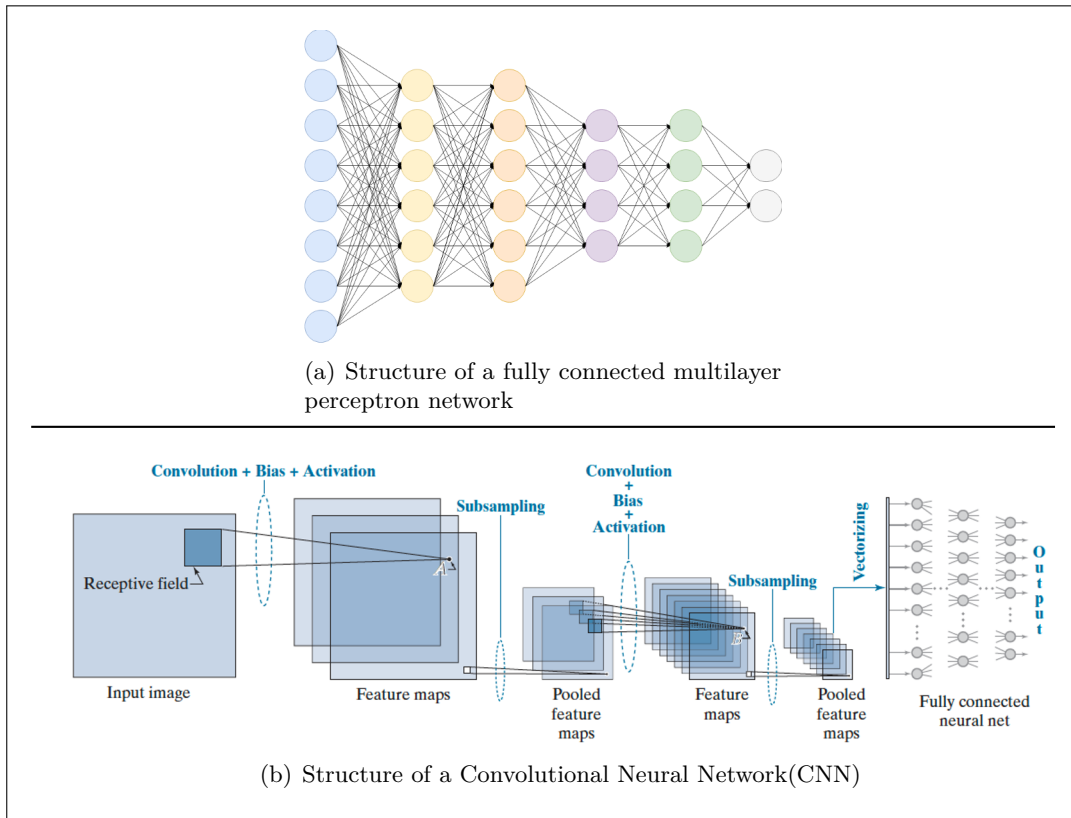 (a) Structure of a fully connected multilayer
perceptron network
Convolution + Bias + Activation
Receptive field
Input image
A
Feature maps
Subsampling
Pooled
feature
maps
Convolution
+
Bias
+
Activation
B
Feature
maps
Subsampling
Pooled
feature
maps
Vectorizing
Output
Fully connected
neural net
(b) Structure of a Convolutional Neural Network(CNN)